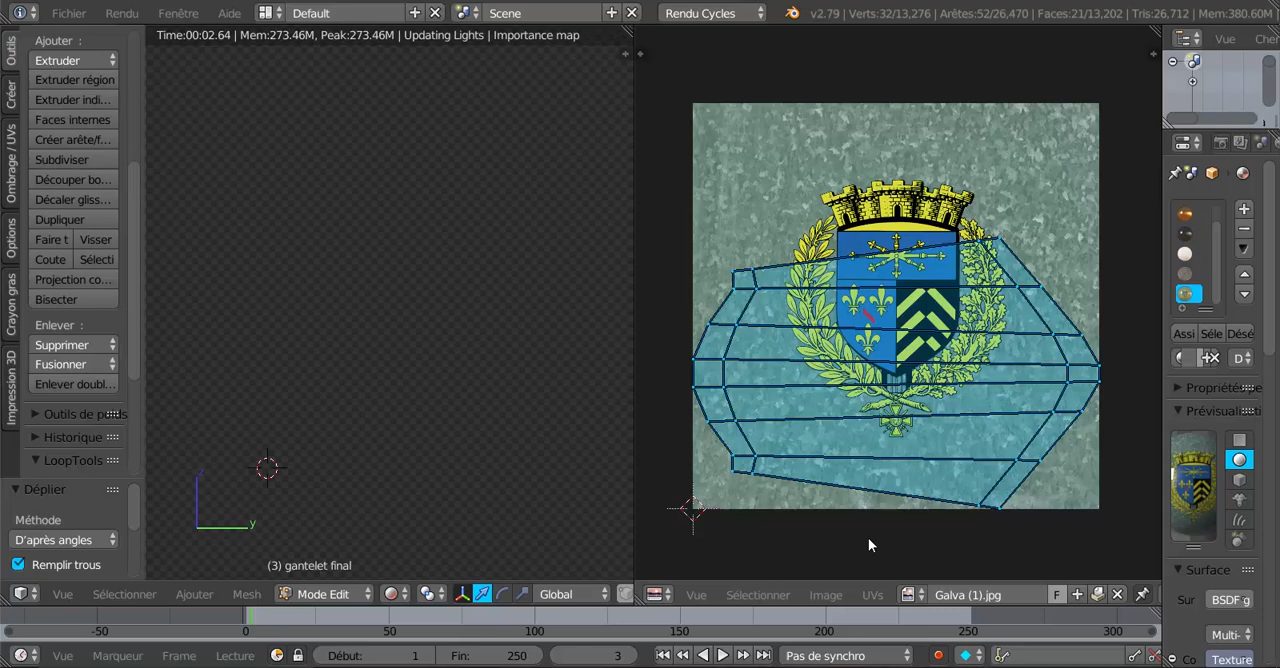 Fichier Rendu Fenêtre Aide Default Scene Rendu Cycles v2.79 | Verts:32/13,276 | Arêtes:52/26,470 | Faces:21/13,202 | Tris:26,712 | Mem:380.60M
Time:00:02.64 | Mem:273.46M, Peak:273.46M | Updating Lights | Importance map
Vue
Outils
Créer
Ombrage / UVs
Options
Crayon gras
Impression 3D
Ajouter :
Extruder
Extruder région
Extruder indi...
Faces internes
Créer arête/f...
Subdiviser
Découper bo...
Décaler gliss...
Dupliquer
Faire t Visser
Coute Sélecti
Projection co...
Bisecter
Enlever :
Supprimer
Fusionner
Enlever doubl...
Outils de
Historique
LoopTools
Déplier
Méthode
D'après angles
Remplir trous
z
y
(3) gantelet final
Assi Séle Désé
D
Propriétés
Prévisualisati
Surface
Sur BSDF
Multi-
Co Texture
Vue Sélectionner Ajouter Mesh Mode Edit Global
Vue Sélectionner Image UVs Galva (1).jpg F
-50 0 50 100 150 200 250 300
Vue Marqueur Frame Lecture Début: 1 Fin: 250 3 Pas de synchro